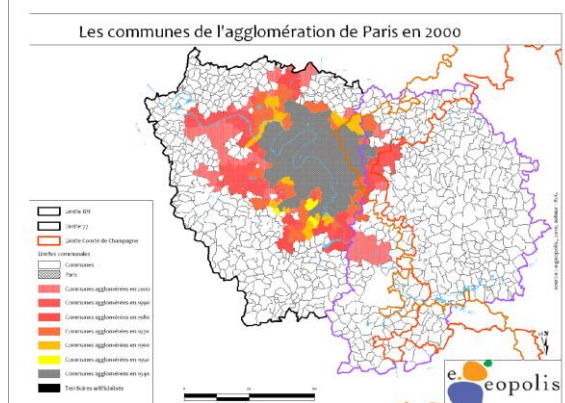 Les communes de l'agglomération de Paris en 2000
Limite IDF
Limite 77
Limite Comté de Champagne
Limites communales
Communes
Paris
Communes agglomérées en 2000
Communes agglomérées en 1990
Communes agglomérées en 1980
Communes agglomérées en 1970
Communes agglomérées en 1960
Communes agglomérées en 1950
Communes agglomérées en 1940
Territoires artificialisés
0
N
e.
eopolis